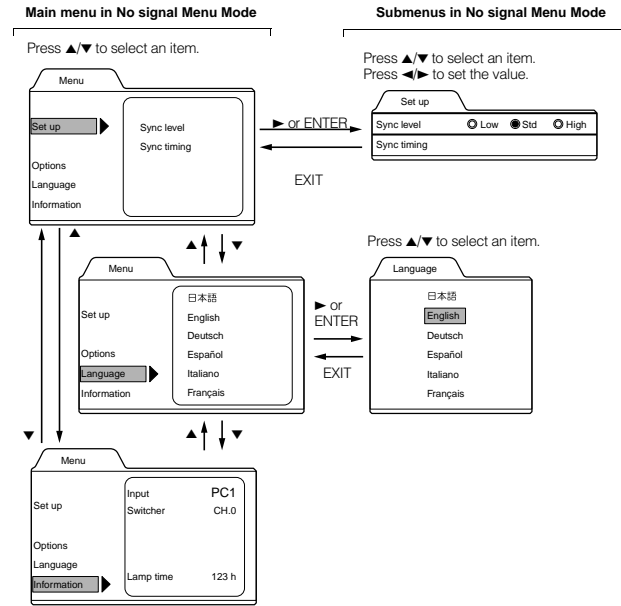 Main menu in No signal Menu Mode
Submenus in No signal Menu Mode
Press ▲/▼ to select an item.
Menu
Set up ▶
Sync level
Sync timing
Options
Language
Information
► or ENTER
EXIT
Press ▲/▼ to select an item.
Press ◄/► to set the value.
Set up
Sync level Low Std High
Sync timing
▲
▲ ▼
Menu
Set up
Options
Language ▶
Information
日本語
English
Deutsch
Español
Italiano
Français
► or
ENTER
EXIT
Press ▲/▼ to select an item.
Language
日本語
English
Deutsch
Español
Italiano
Français
▼
▲ ▼
Menu
Set up
Options
Language
Information ▶
Input PC1
Switcher CH.0
Lamp time 123 h